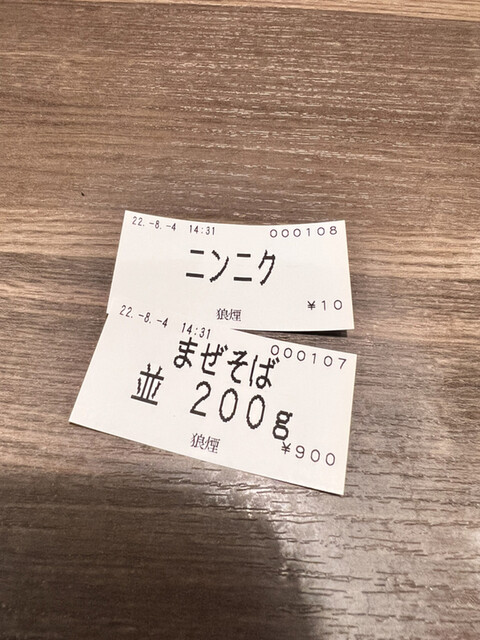 22.-8.-4 14:31 000108
ニンニク
狼煙 ¥10
22.-8.-4 14:31 000107
まぜそば
並 200g
狼煙 ¥900